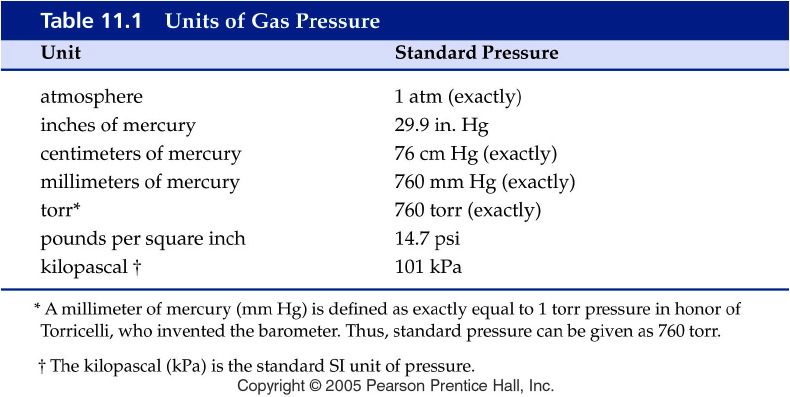 Table 11.1 Units of Gas Pressure
Unit Standard Pressure
atmosphere 1 atm (exactly)
inches of mercury 29.9 in. Hg
centimeters of mercury 76 cm Hg (exactly)
millimeters of mercury 760 mm Hg (exactly)
torr* 760 torr (exactly)
pounds per square inch 14.7 psi
kilopascal † 101 kPa
* A millimeter of mercury (mm Hg) is defined as exactly equal to 1 torr pressure in honor of
Torricelli, who invented the barometer. Thus, standard pressure can be given as 760 torr.
† The kilopascal (kPa) is the standard SI unit of pressure.
Copyright © 2005 Pearson Prentice Hall, Inc.